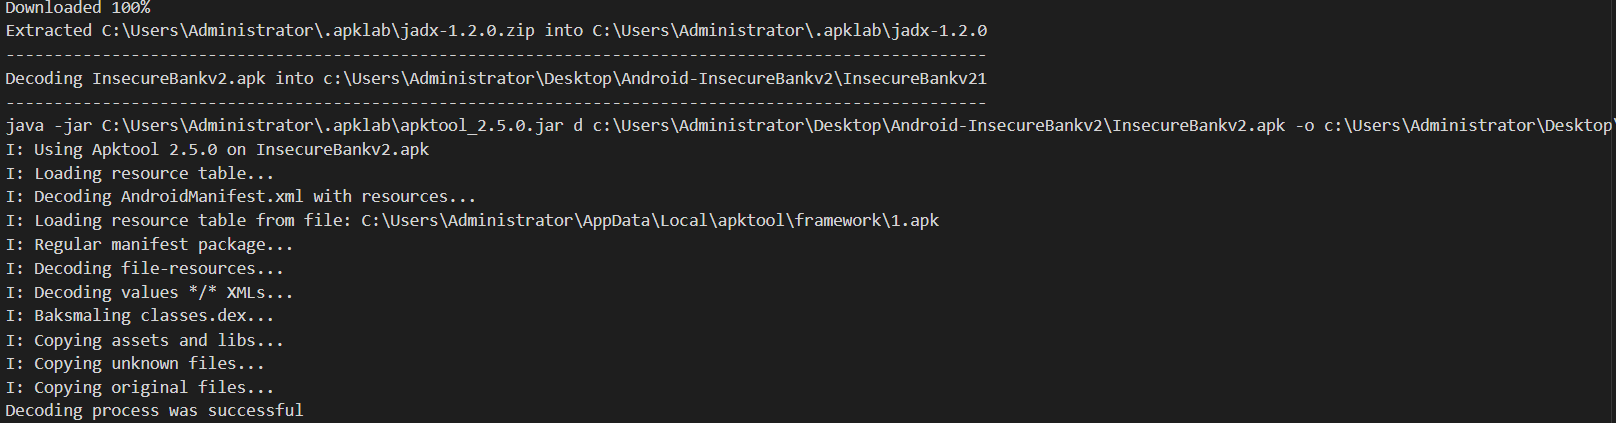 Downloaded 100%
Extracted C:\Users\Administrator\.apklab\jadx-1.2.0.zip into C:\Users\Administrator\.apklab\jadx-1.2.0
------------------------------------------------------------------------------------------------------
Decoding InsecureBankv2.apk into c:\Users\Administrator\Desktop\Android-InsecureBankv2\InsecureBankv21
------------------------------------------------------------------------------------------------------
java -jar C:\Users\Administrator\.apklab\apktool_2.5.0.jar d c:\Users\Administrator\Desktop\Android-InsecureBankv2\InsecureBankv2.apk -o c:\Users\Administrator\Desktop\
I: Using Apktool 2.5.0 on InsecureBankv2.apk
I: Loading resource table...
I: Decoding AndroidManifest.xml with resources...
I: Loading resource table from file: C:\Users\Administrator\AppData\Local\apktool\framework\1.apk
I: Regular manifest package...
I: Decoding file-resources...
I: Decoding values */* XMLs...
I: Baksmaling classes.dex...
I: Copying assets and libs...
I: Copying unknown files...
I: Copying original files...
Decoding process was successful